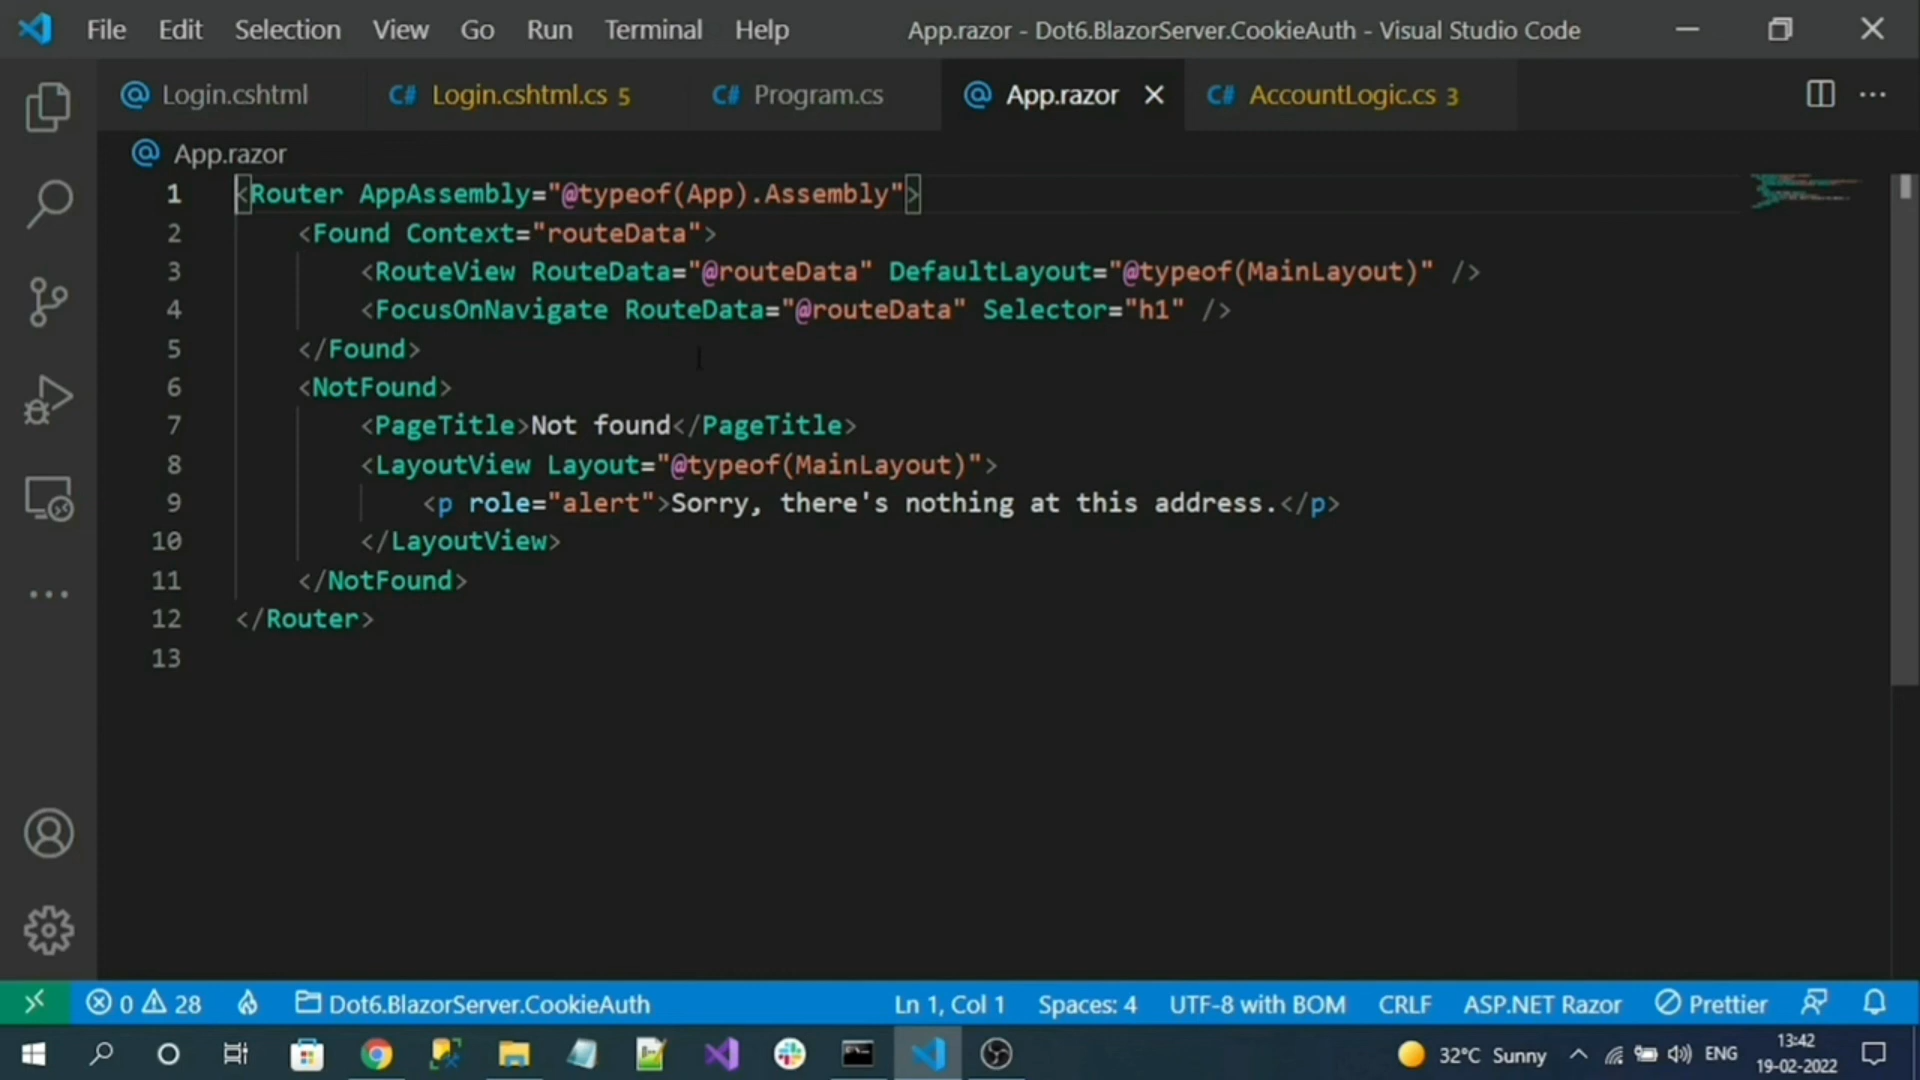 File Edit Selection View Go Run Terminal Help App.razor - Dot6.BlazorServer.CookieAuth - Visual Studio Code
@ Login.cshtml C# Login.cshtml.cs 5 C# Program.cs @ App.razor C# AccountLogic.cs 3
@ App.razor
1 <Router AppAssembly="@typeof(App).Assembly">
2 <Found Context="routeData">
3 <RouteView RouteData="@routeData" DefaultLayout="@typeof(MainLayout)" />
4 <FocusOnNavigate RouteData="@routeData" Selector="h1" />
5 </Found>
6 <NotFound>
7 <PageTitle>Not found</PageTitle>
8 <LayoutView Layout="@typeof(MainLayout)">
9 <p role="alert">Sorry, there's nothing at this address.</p>
10 </LayoutView>
11 </NotFound>
12 </Router>
13
0 28 Dot6.BlazorServer.CookieAuth Ln 1, Col 1 Spaces: 4 UTF-8 with BOM CRLF ASP.NET Razor Prettier
32°C Sunny ENG 13:42
19-02-2022